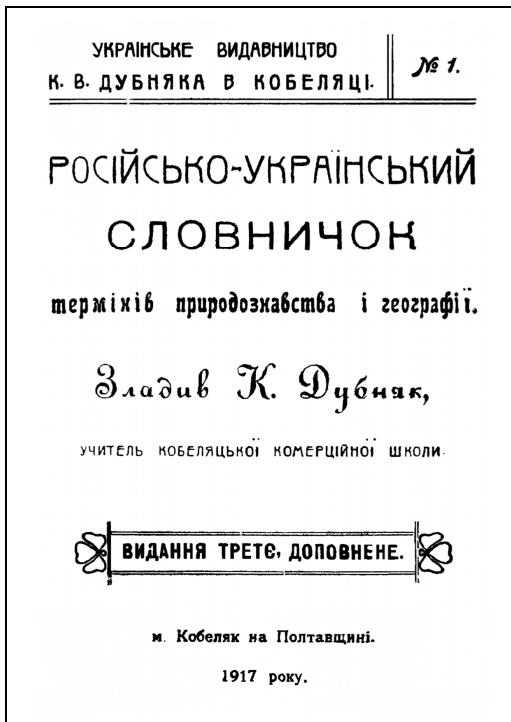 УКРАІНСЬКЕ ВИДАВНИЦТВО
К. В. ДУБНЯКА В КОБЕЛЯЦІ.
№ 1.
РОСІЙСЬКО-УКРАЇНСЬКИЙ
СЛОВНИЧОК
термінів природознавства і географії.
Зладив К. Дубняк,
УЧИТЕЛЬ КОБЕЛЯЦЬКОЇ КОМЕРЦІЙНОЇ ШКОЛИ.
ВИДАННЯ ТРЕТЄ, ДОПОВНЕНЕ.
м. Кобеляк на Полтавщині.
1917 року.